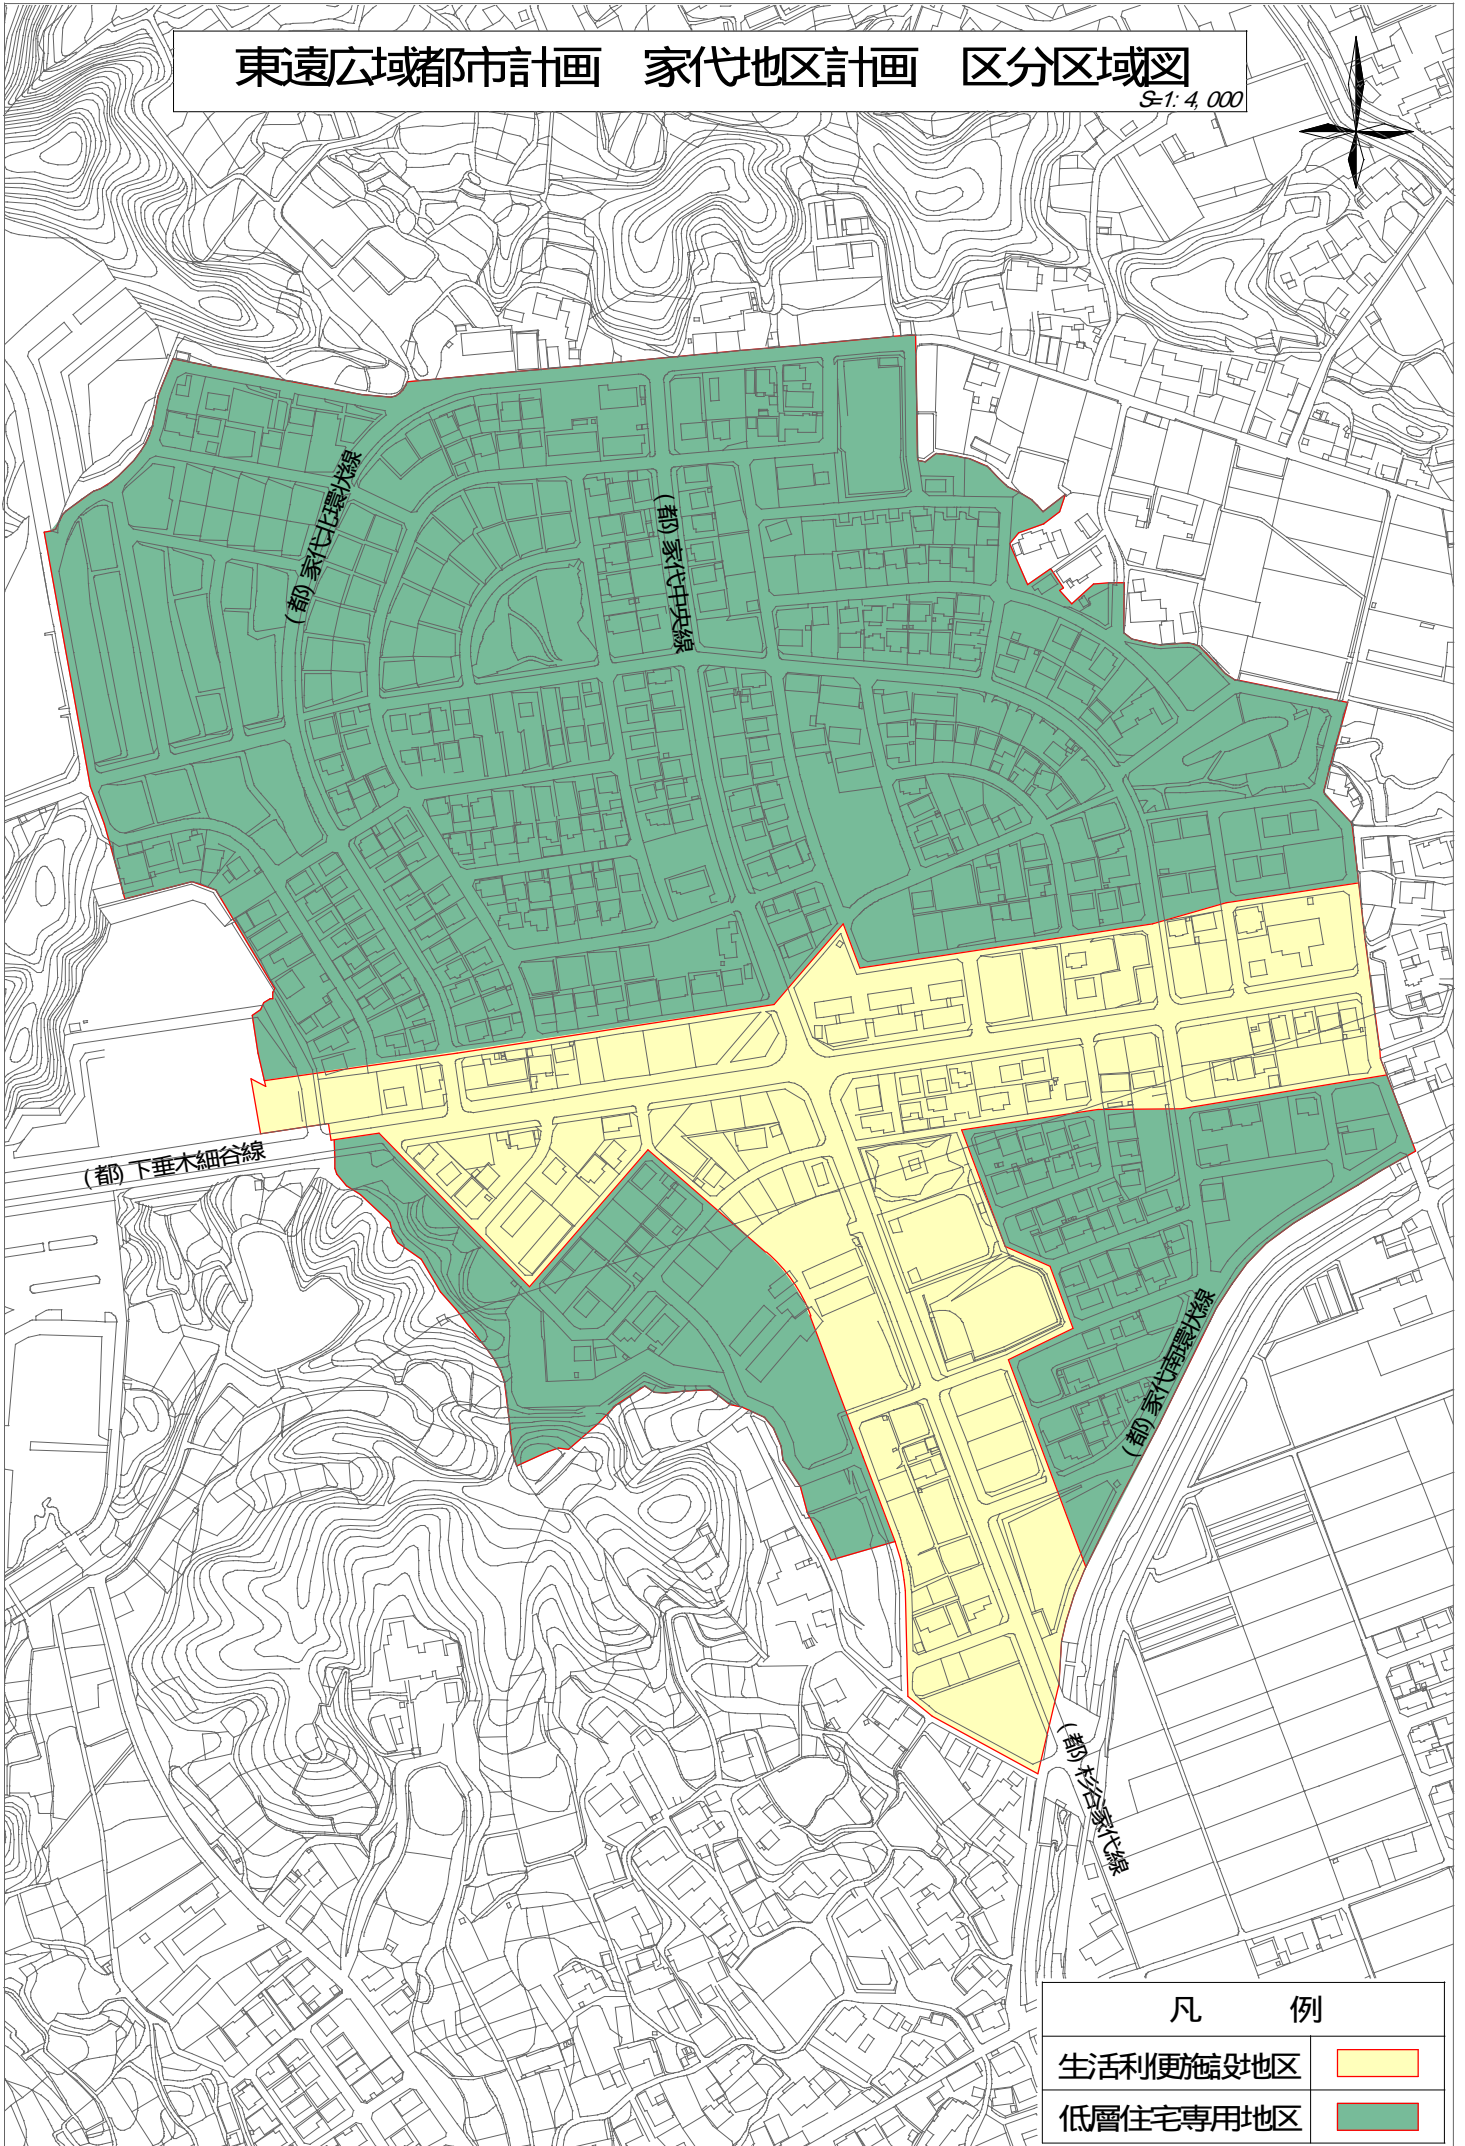 東遠広域都市計画　家代地区計画　区分区域図
S=1:4,000
(都)家代北環状線
(都)家代中央線
(都)下垂木細谷線
(都)家代南環状線
(都)杉谷家代線
凡　例
生活利便施設地区
低層住宅専用地区